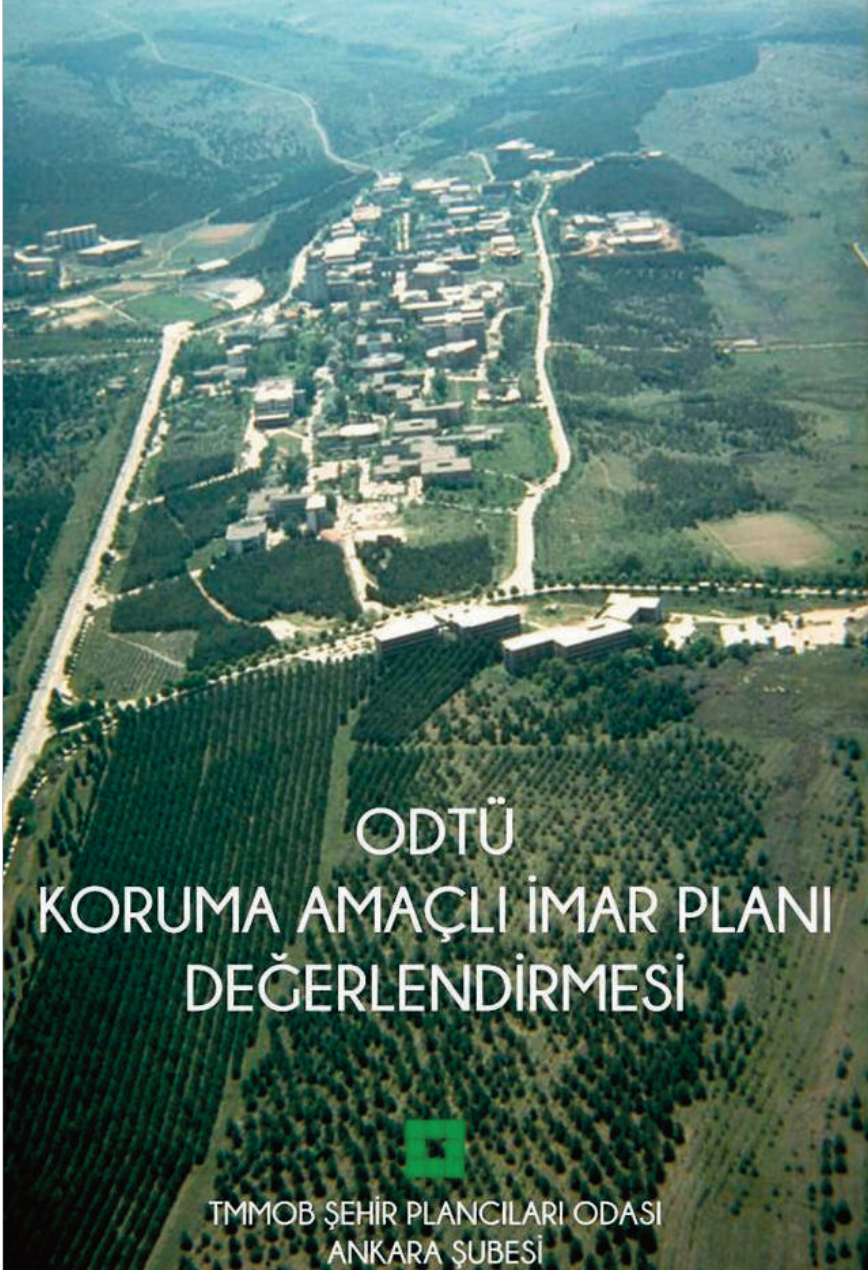 ODTÜ
KORUMA AMAÇLI İMAR PLANI
DEĞERLENDİRMESİ
TMMOB ŞEHİR PLANCILARI ODASI
ANKARA ŞUBESİ